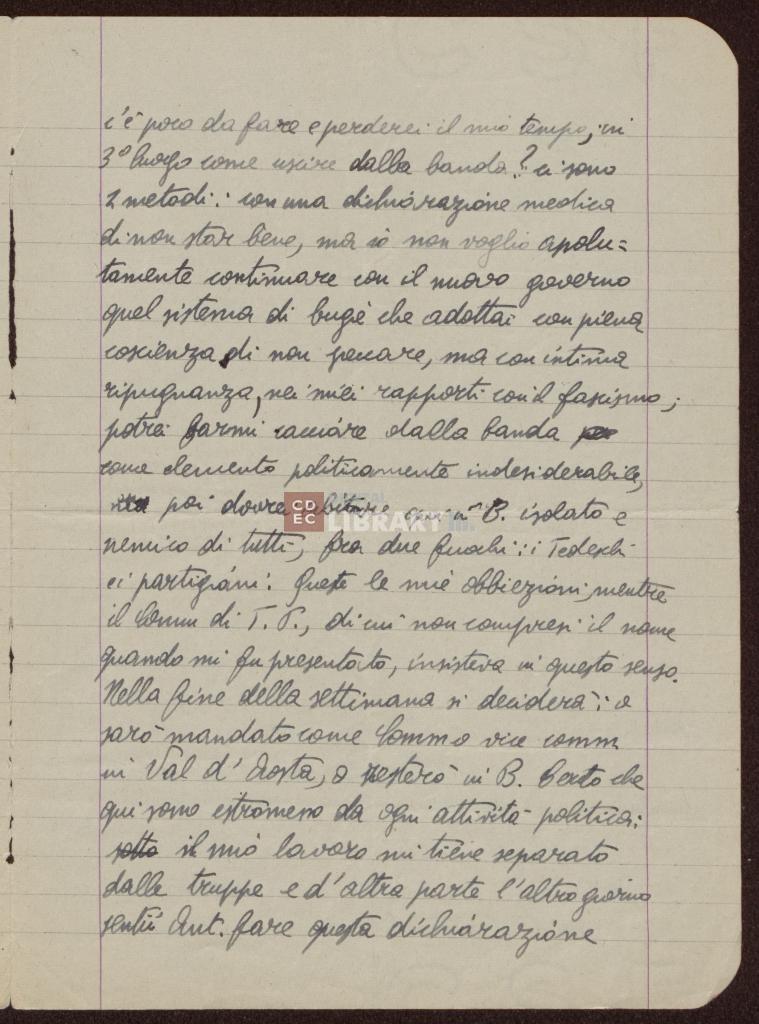 c'è poco da fare e perderei il mio tempo; in
3º luogo come uscire dalla banda? ci sono
2 metodi: con una dichiarazione medica
di non star bene, ma io non voglio assolu=
tamente continuare con il nuovo governo
quel sistema di bugie che adottai con piena
coscienza di non peccare, ma con intima
ripugnanza, nei miei rapporti con il fascismo;
potrei farmi cacciare dalla banda
come elemento politicamente indesiderabile,
poi dovrei in B. isolato e
nemico di tutti, fra due fuochi: i Tedeschi
e i partigiani. Queste le mie obbiezioni, mentre
il Comm di T. P., di cui non compresi il nome
quando mi fu presentato, insisteva in questo senso.
Nella fine della settimana si deciderà: o
sarò mandato come Comm o vice comm
in Val d'Aosta, o resterò in B. Certo che
qui sono estromesso da ogni attività politica:
sotto il mio lavoro mi tiene separato
dalle truppe e d'altra parte l'altro giorno
sentii Ant. fare questa dichiarazione
CDEC
DIGITAL
LIBRARY